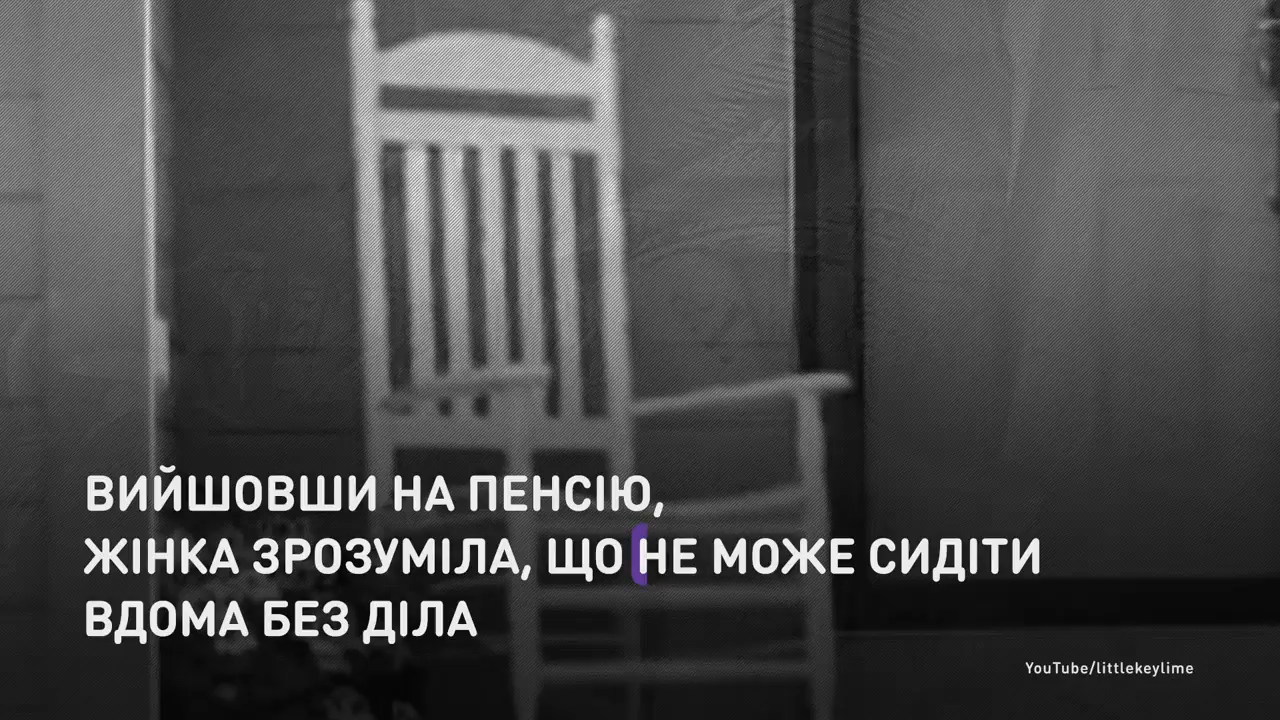 ВИЙШОВШИ НА ПЕНСІЮ,
ЖІНКА ЗРОЗУМІЛА, ЩО НЕ МОЖЕ СИДІТИ
ВДОМА БЕЗ ДІЛА
YouTube/littlekeylime